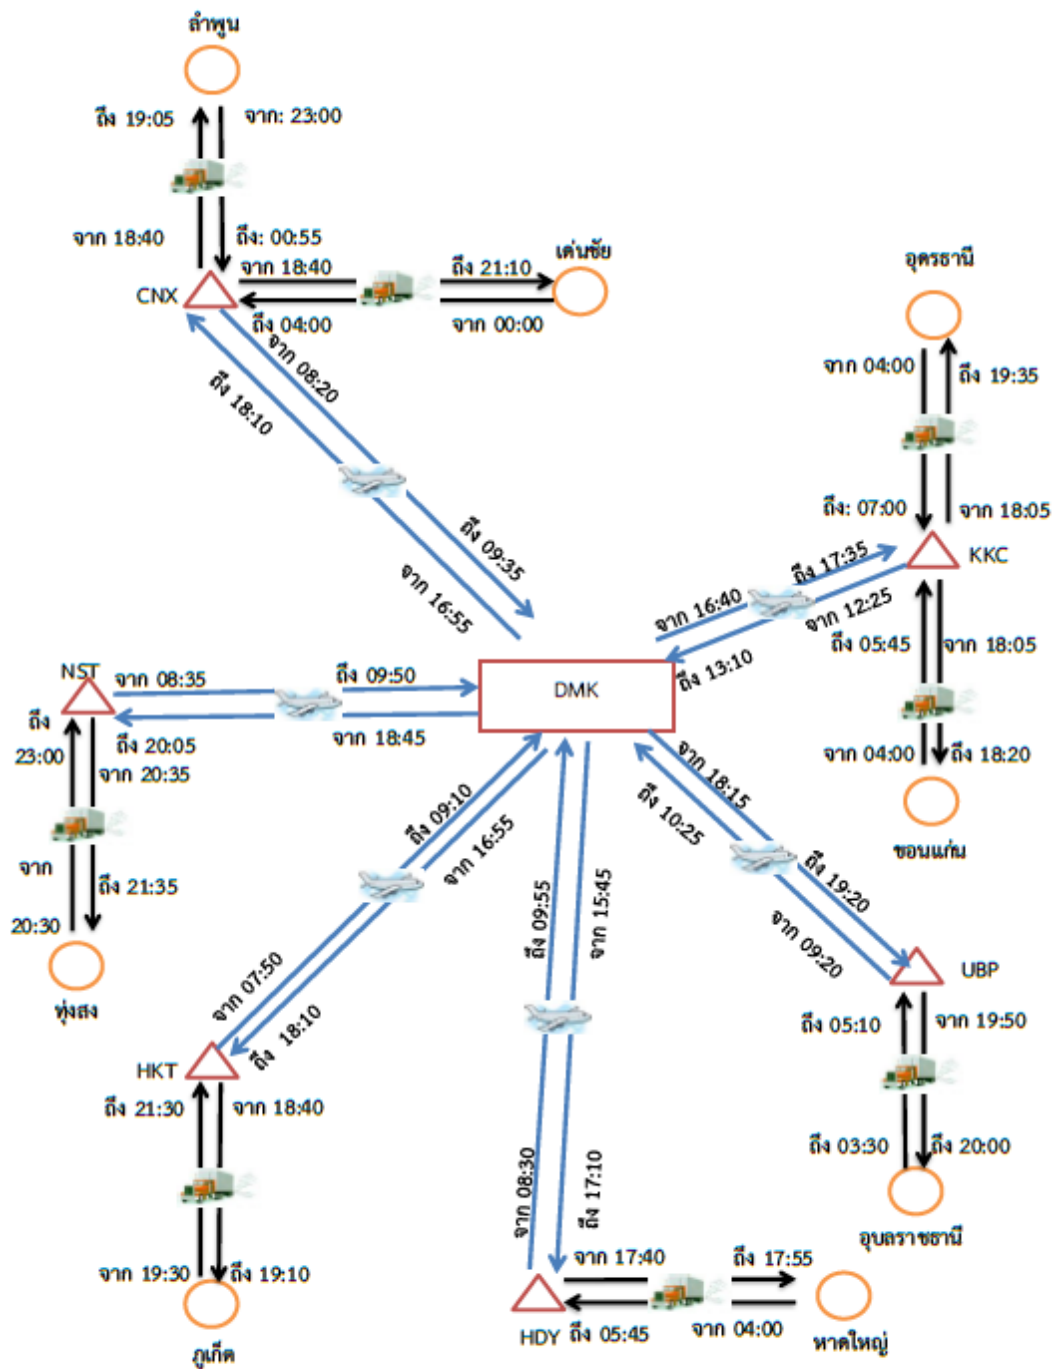 ลำพูน
ถึง 19:05
จาก: 23:00
จาก 18:40
ถึง: 00:55
CNX
จาก 18:40
ถึง 21:10
เด่นชัย
ถึง 04:00
จาก 00:00
จาก 08:20
ถึง 18:10
ถึง 09:35
จาก 16:55
อุดรธานี
จาก 04:00
ถึง 19:35
ถึง: 07:00
จาก 18:05
KKC
ถึง 17:35
จาก 16:40
จาก 12:25
ถึง 13:10
ถึง 05:45
จาก 18:05
จาก 04:00
ถึง 18:20
ขอนแก่น
NST
จาก 08:35
ถึง 09:50
DMK
ถึง 20:05
จาก 18:45
ถึง
23:00
จาก 20:35
จาก
20:30
ถึง 21:35
ทุ่งสง
ถึง 09:10
จาก 16:55
จาก 07:50
ถึง 18:10
HKT
ถึง 21:30
จาก 18:40
จาก 19:30
ถึง 19:10
ภูเก็ต
ถึง 09:55
จาก 15:45
จาก 08:30
ถึง 17:10
HDY
จาก 17:40
ถึง 17:55
ถึง 05:45
จาก 04:00
หาดใหญ่
จาก 18:15
ถึง 10:25
ถึง 19:20
จาก 09:20
UBP
ถึง 05:10
จาก 19:50
ถึง 03:30
ถึง 20:00
อุบลราชธานี